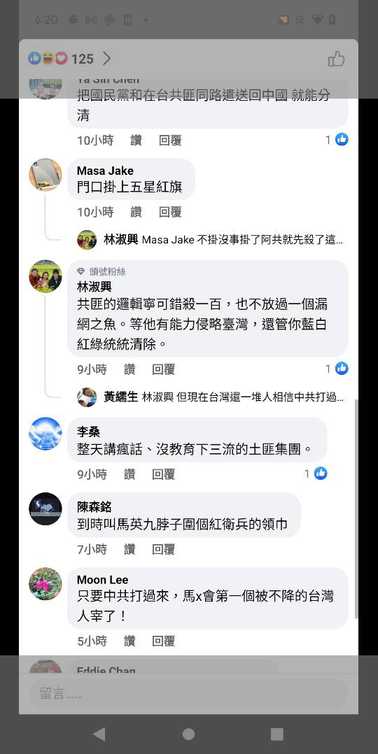 6:20
125
Ya Sin Chen
把國民黨和在台共匪同路遣送回中國 就能分
清
10小時 讚 回覆 1
Masa Jake
門口掛上五星紅旗
10小時 讚 回覆
林淑興 Masa Jake 不掛沒事掛了阿共就先殺了這...
頭號粉絲
林淑興
共匪的邏輯寧可錯殺一百，也不放過一個漏
網之魚。等他有能力侵略臺灣，還管你藍白
紅綠統統清除。
9小時 讚 回覆 1
黃繻生 林淑興 但現在台灣還一堆人相信中共打過...
李桑
整天講瘋話、沒教育下三流的土匪集團。
9小時 讚 回覆 1
陳森銘
到時叫馬英九脖子圍個紅衛兵的領巾
7小時 讚 回覆
Moon Lee
只要中共打過來，馬x會第一個被不降的台灣
人宰了！
5小時 讚 回覆
Eddie Chan
留言......